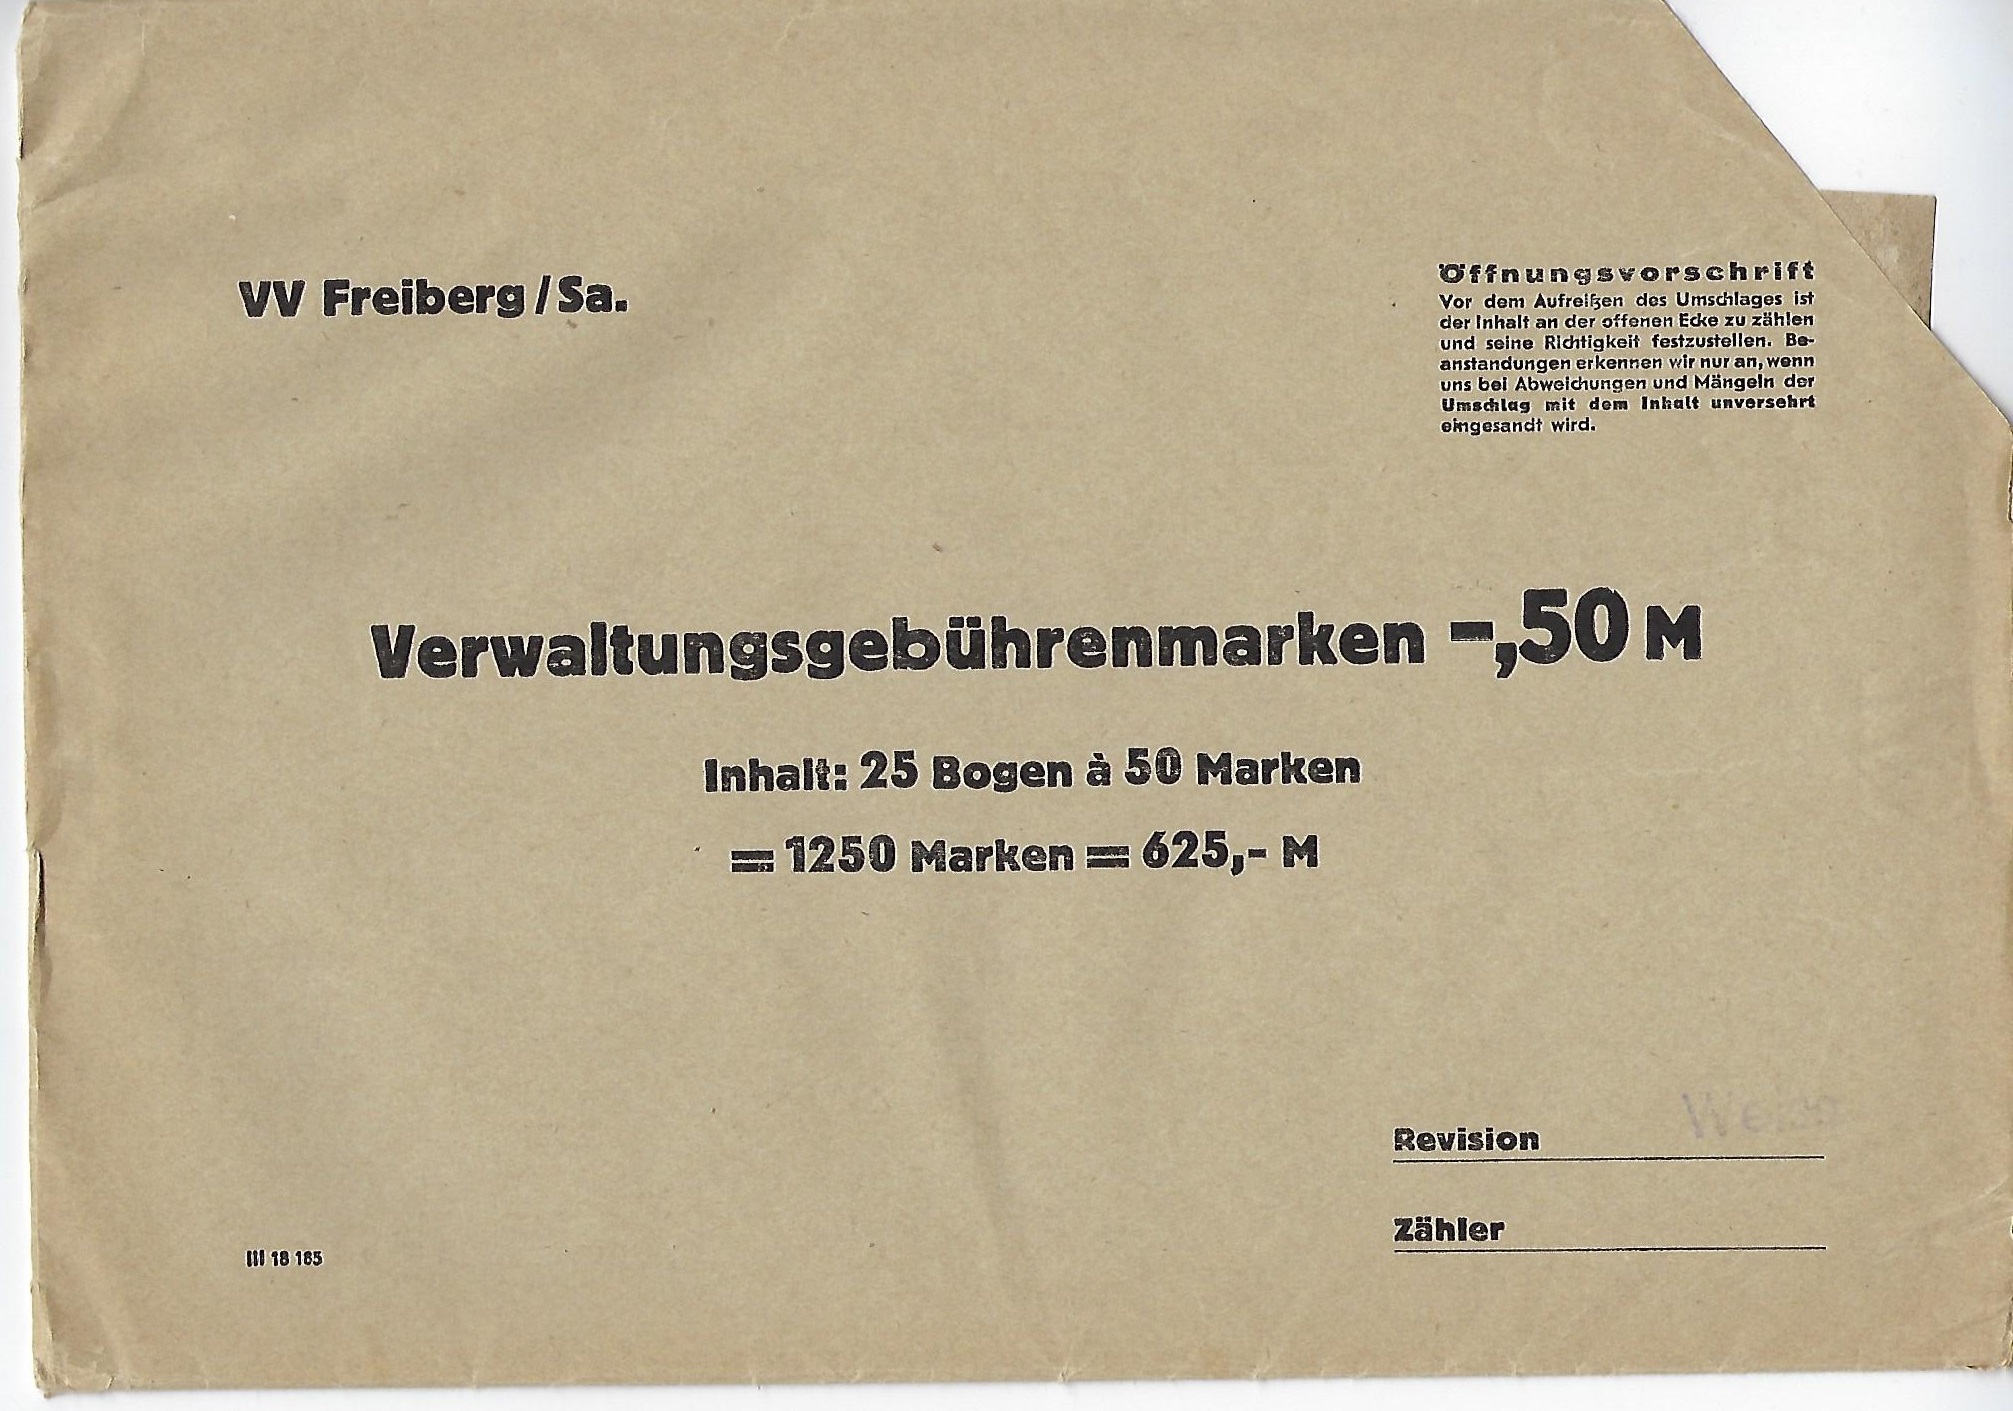 VV Freiberg/Sa.
Öffnungsvorschrift
Vor dem Aufreißen des Umschlages ist
der Inhalt an der offenen Ecke zu zählen
und seine Richtigkeit festzustellen. Be-
anstandungen erkennen wir nur an, wenn
uns bei Abweichungen und Mängeln der
Umschlag mit dem Inhalt unversehrt
eingesandt wird.
Verwaltungsgebührenmarken -,50 M
Inhalt: 25 Bogen à 50 Marken
= 1250 Marken = 625,- M
Revision
Zähler
III 18 185